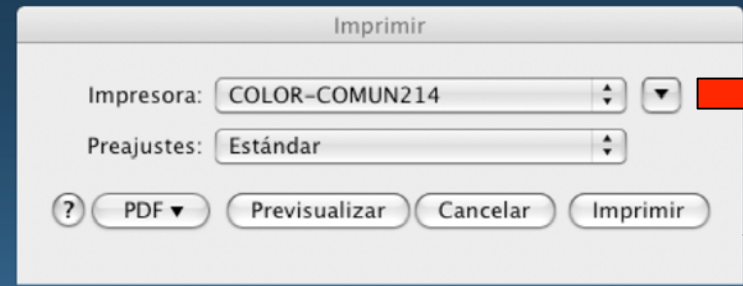 Imprimir
Impresora: COLOR-COMUN214
Preajustes: Estándar
? PDF ▼ Previsualizar Cancelar Imprimir